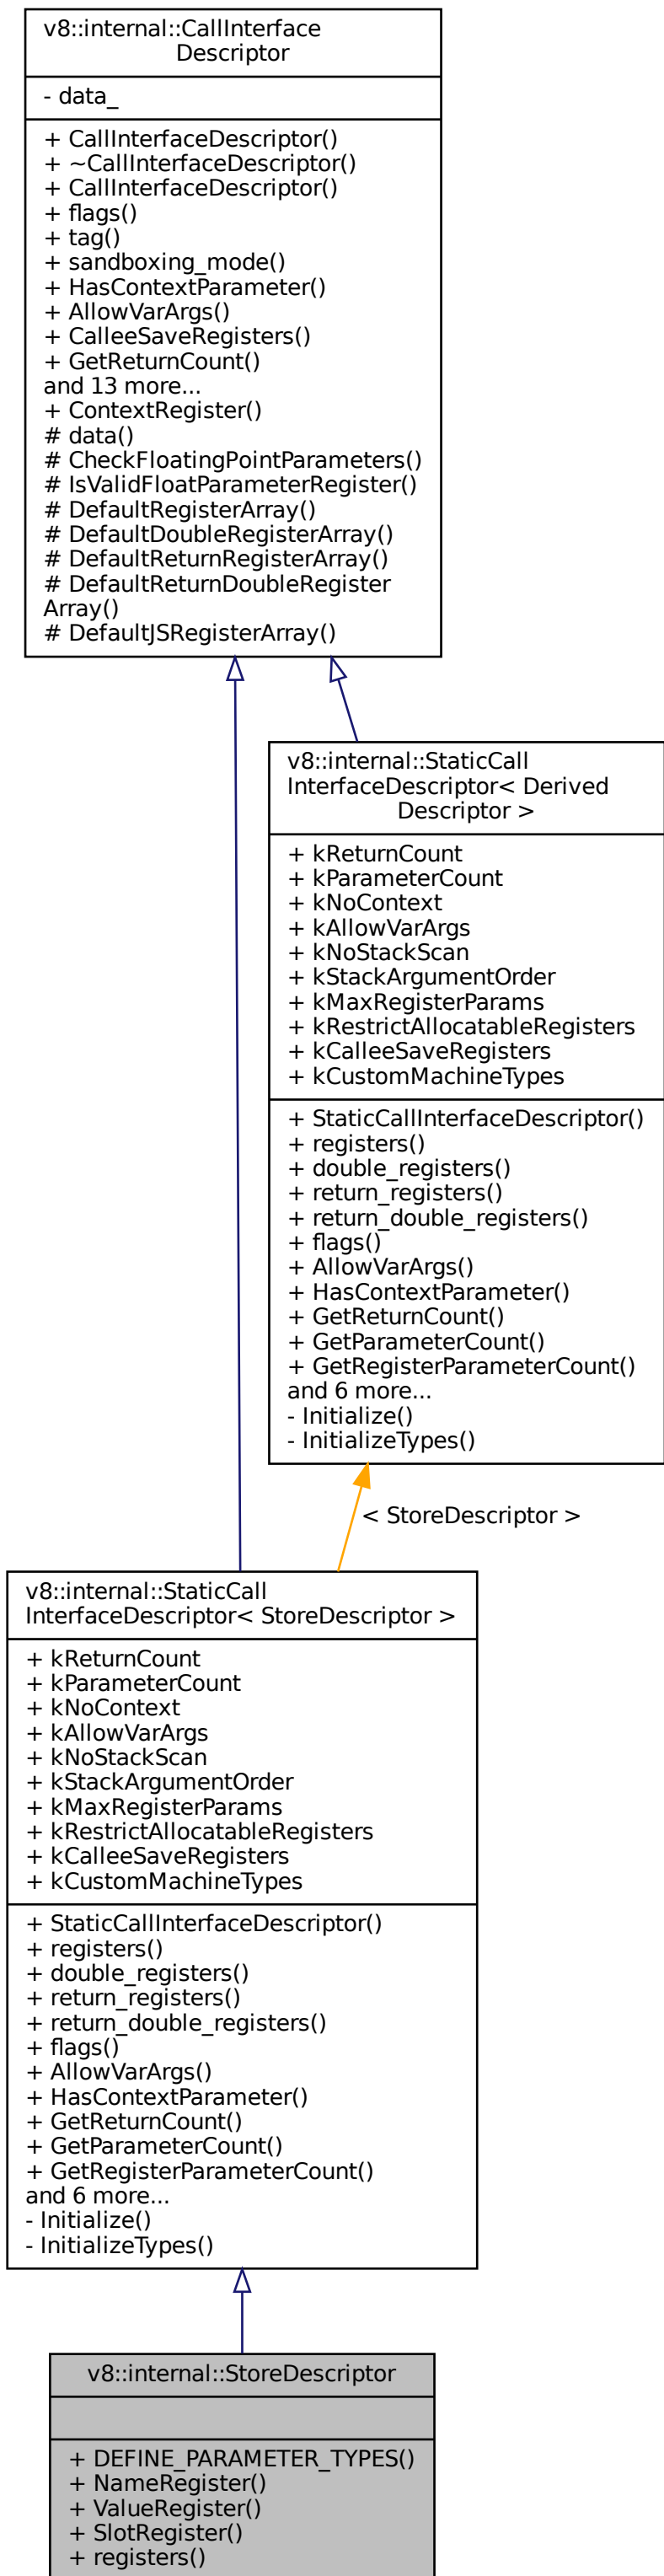 v8::internal::CallInterface
Descriptor
- data_
+ CallInterfaceDescriptor()
+ ~CallInterfaceDescriptor()
+ CallInterfaceDescriptor()
+ flags()
+ tag()
+ sandboxing_mode()
+ HasContextParameter()
+ AllowVarArgs()
+ CalleeSaveRegisters()
+ GetReturnCount()
and 13 more...
+ ContextRegister()
# data()
# CheckFloatingPointParameters()
# IsValidFloatParameterRegister()
# DefaultRegisterArray()
# DefaultDoubleRegisterArray()
# DefaultReturnRegisterArray()
# DefaultReturnDoubleRegister
Array()
# DefaultJSRegisterArray()
v8::internal::StaticCall
InterfaceDescriptor< Derived
Descriptor >
+ kReturnCount
+ kParameterCount
+ kNoContext
+ kAllowVarArgs
+ kNoStackScan
+ kStackArgumentOrder
+ kMaxRegisterParams
+ kRestrictAllocatableRegisters
+ kCalleeSaveRegisters
+ kCustomMachineTypes
+ StaticCallInterfaceDescriptor()
+ registers()
+ double_registers()
+ return_registers()
+ return_double_registers()
+ flags()
+ AllowVarArgs()
+ HasContextParameter()
+ GetReturnCount()
+ GetParameterCount()
+ GetRegisterParameterCount()
and 6 more...
- Initialize()
- InitializeTypes()
< StoreDescriptor >
v8::internal::StaticCall
InterfaceDescriptor< StoreDescriptor >
+ kReturnCount
+ kParameterCount
+ kNoContext
+ kAllowVarArgs
+ kNoStackScan
+ kStackArgumentOrder
+ kMaxRegisterParams
+ kRestrictAllocatableRegisters
+ kCalleeSaveRegisters
+ kCustomMachineTypes
+ StaticCallInterfaceDescriptor()
+ registers()
+ double_registers()
+ return_registers()
+ return_double_registers()
+ flags()
+ AllowVarArgs()
+ HasContextParameter()
+ GetReturnCount()
+ GetParameterCount()
+ GetRegisterParameterCount()
and 6 more...
- Initialize()
- InitializeTypes()
v8::internal::StoreDescriptor
+ DEFINE_PARAMETER_TYPES()
+ NameRegister()
+ ValueRegister()
+ SlotRegister()
+ registers()